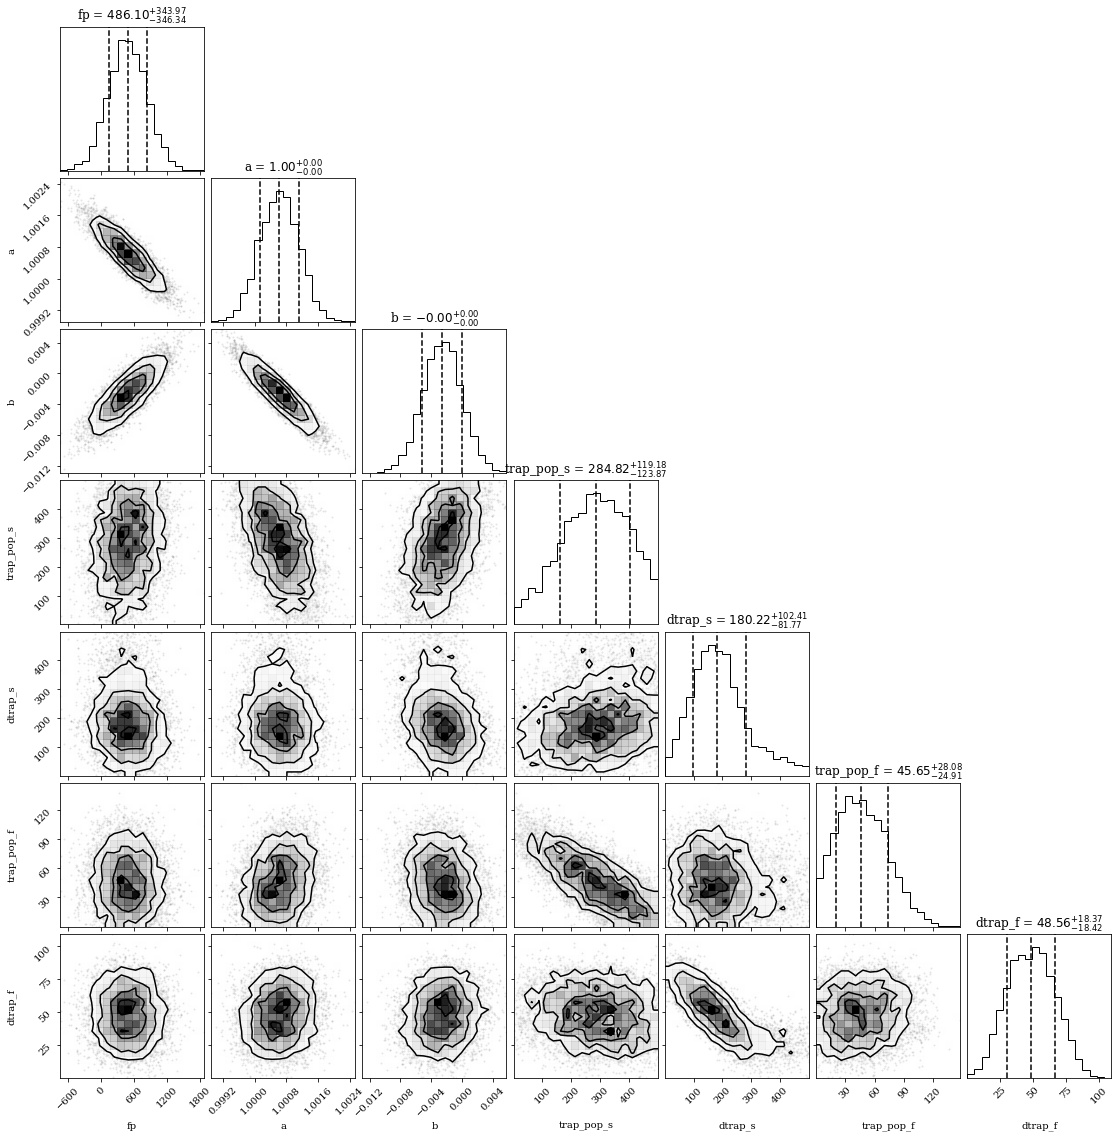 fp = 486.10+343.97−346.34
a = 1.00+0.00−0.00
1.0024
1.0016
1.0008
1.0000
0.9992
a
b = −0.00+0.00−0.00
0.004
0.000
−0.004
−0.008
−0.012
b
trap_pop_s = 284.82+119.18−123.87
400
300
200
100
trap_pop_s
dtrap_s = 180.22+102.41−81.77
400
300
200
100
dtrap_s
trap_pop_f = 45.65+28.08−24.91
120
90
60
30
trap_pop_f
dtrap_f = 48.56+18.37−18.42
100
75
50
25
dtrap_f
−600 0 600 1200 1800
0.9992 1.0000 1.0008 1.0016 1.0024
−0.012 −0.008 −0.004 0.000 0.004
100 200 300 400
100 200 300 400
30 60 90 120
25 50 75 100
fp a b trap_pop_s dtrap_s trap_pop_f dtrap_f